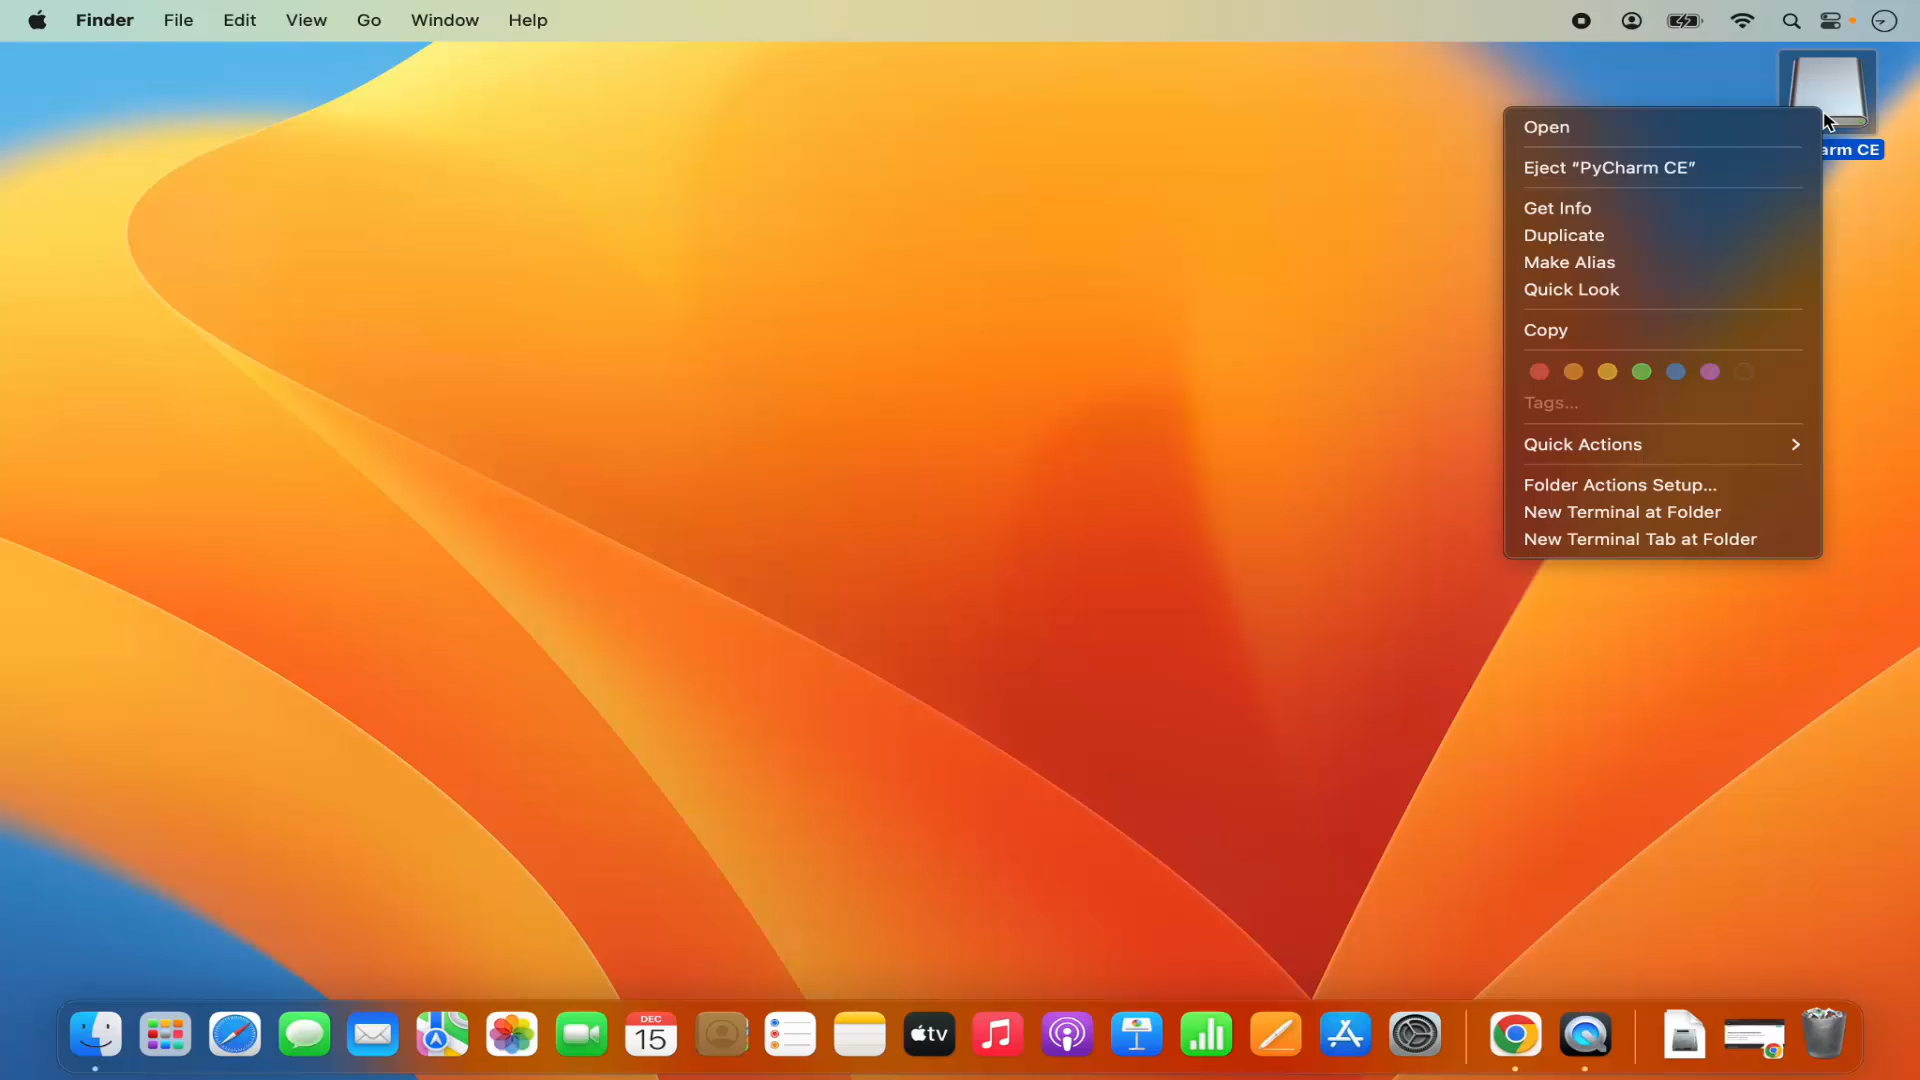 Finder File Edit View Go Window Help
arm CE
Open
Eject “PyCharm CE”
Get Info
Duplicate
Make Alias
Quick Look
Copy
Tags...
Quick Actions
Folder Actions Setup...
New Terminal at Folder
New Terminal Tab at Folder
DEC
15
tv